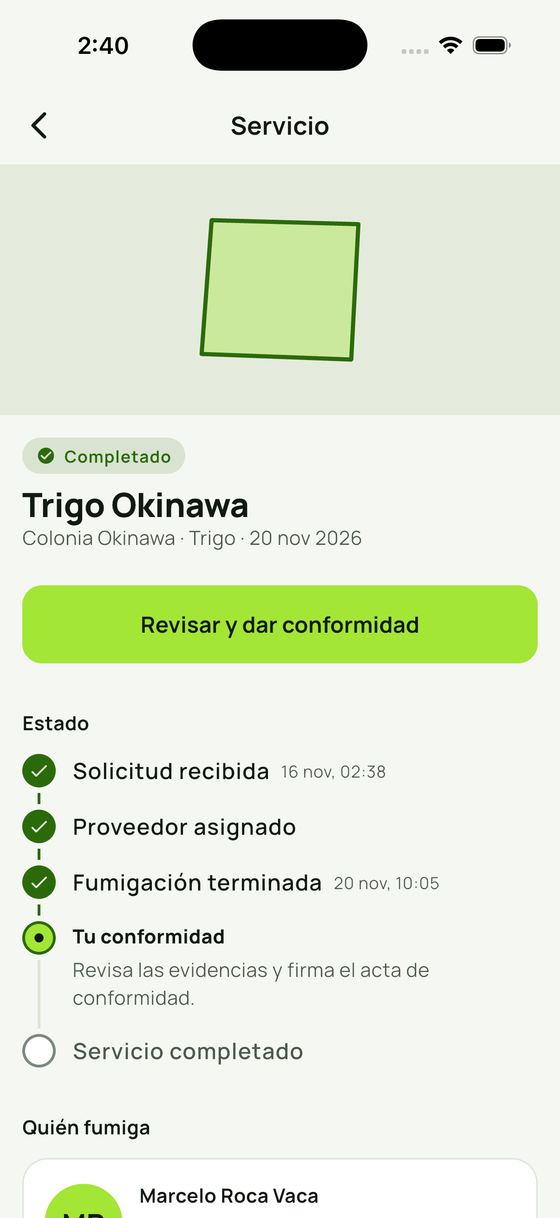 2:40
Servicio
Completado
Trigo Okinawa
Colonia Okinawa · Trigo · 20 nov 2026
Revisar y dar conformidad
Estado
Solicitud recibida 16 nov, 02:38
Proveedor asignado
Fumigación terminada 20 nov, 10:05
Tu conformidad
Revisa las evidencias y firma el acta de
conformidad.
Servicio completado
Quién fumiga
Marcelo Roca Vaca